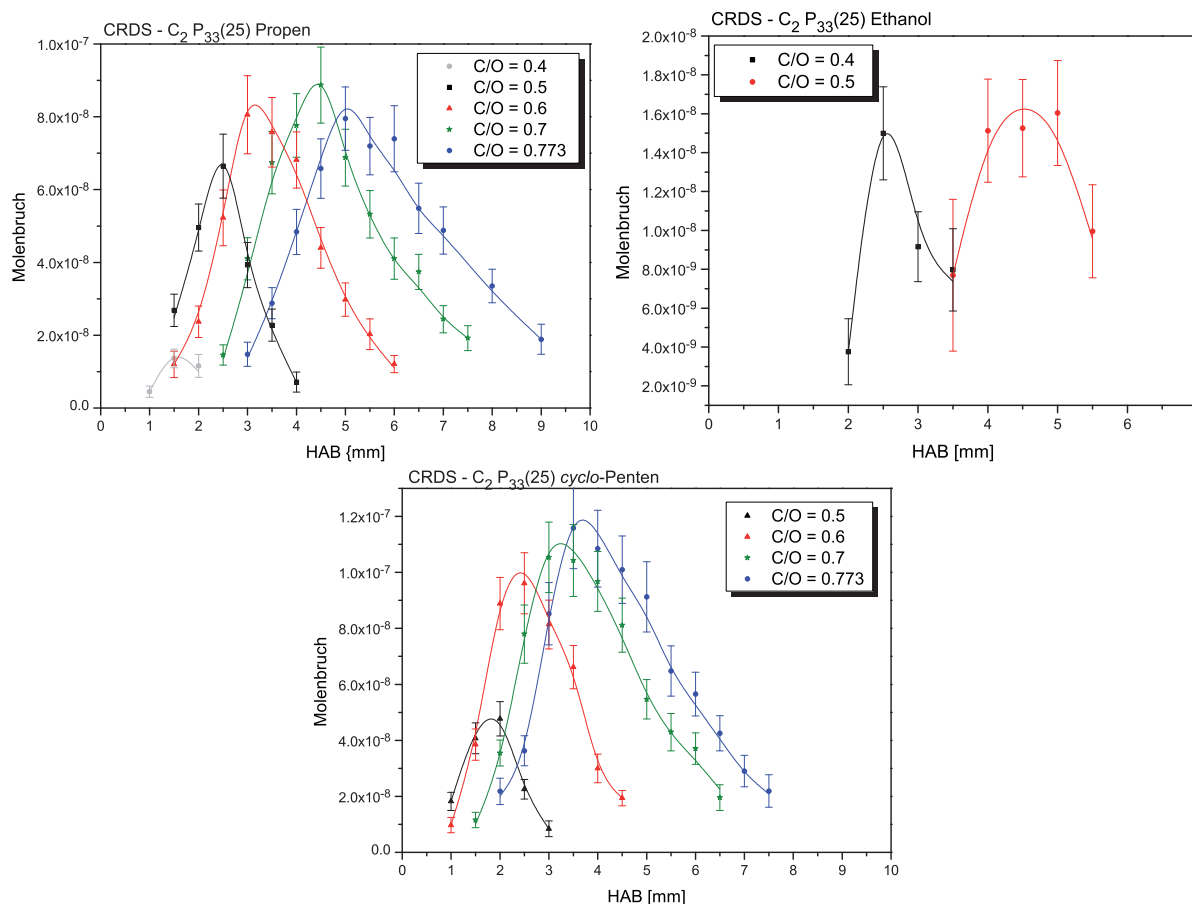 CRDS - C2 P33(25) Propen
1.0x10-7
8.0x10-8
6.0x10-8
4.0x10-8
2.0x10-8
0.0
Molenbruch
C/O = 0.4
C/O = 0.5
C/O = 0.6
C/O = 0.7
C/O = 0.773
0 1 2 3 4 5 6 7 8 9 10
HAB {mm]
CRDS - C2 P33(25) Ethanol
2.0x10-8
1.8x10-8
1.6x10-8
1.4x10-8
1.2x10-8
1.0x10-8
8.0x10-9
6.0x10-9
4.0x10-9
2.0x10-9
Molenbruch
C/O = 0.4
C/O = 0.5
0 1 2 3 4 5 6
HAB [mm]
CRDS - C2 P33(25) cyclo-Penten
1.2x10-7
1.0x10-7
8.0x10-8
6.0x10-8
4.0x10-8
2.0x10-8
0.0
Molenbruch
C/O = 0.5
C/O = 0.6
C/O = 0.7
C/O = 0.773
0 1 2 3 4 5 6 7 8 9 10
HAB [mm]